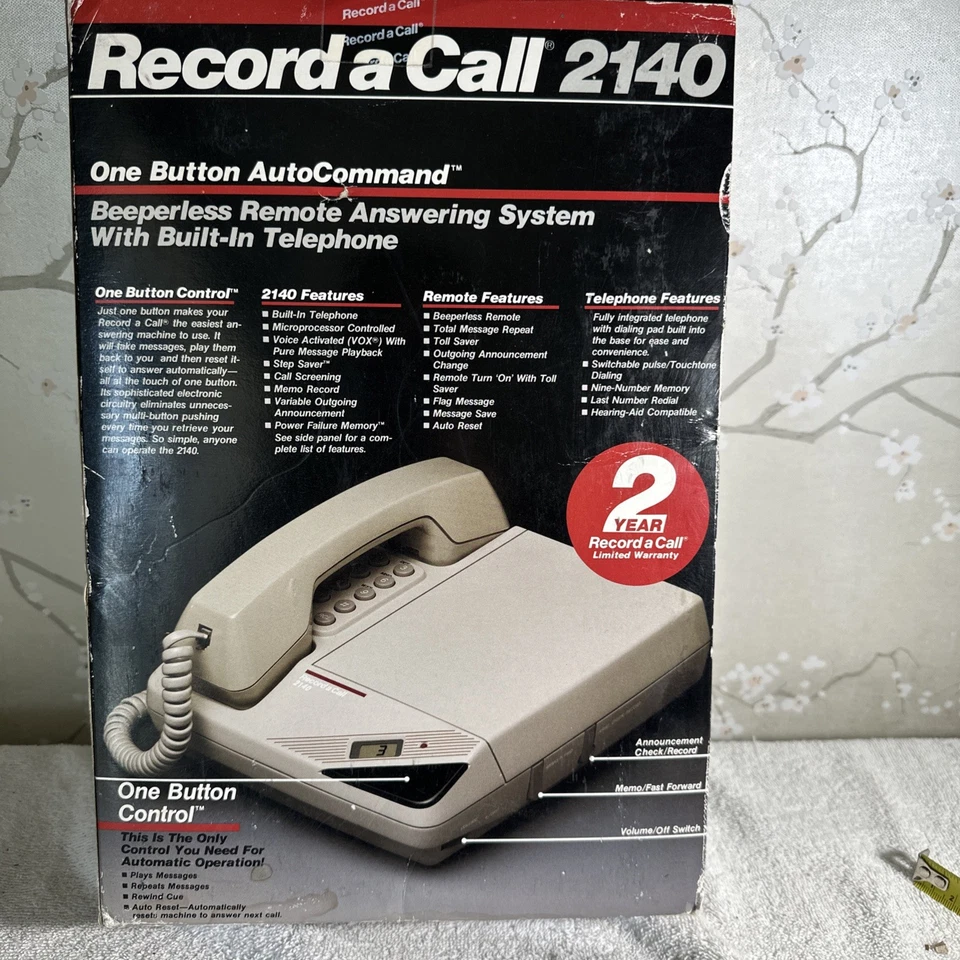 Record a Call®
Record a Call®
Ca
Record a Call® 2140
One Button AutoCommand™
Beeperless Remote Answering System
With Built-In Telephone
One Button Control™
Just one button makes your
Record a Call® the easiest an-
swering machine to use. It
will take messages, play them
back to you and then reset it-
self to answer automatically—
all at the touch of one button.
Its sophisticated electronic
circuitry eliminates unneces-
sary multi-button pushing
every time you retrieve your
messages. So simple, anyone
can operate the 2140.
2140 Features
■ Built-In Telephone
■ Microprocessor Controlled
■ Voice Activated (VOX®) With
Pure Message Playback
■ Step Saver™
■ Call Screening
■ Memo Record
■ Variable Outgoing
Announcement
■ Power Failure Memory™
See side panel for a com-
plete list of features.
Remote Features
■ Beeperless Remote
■ Total Message Repeat
■ Toll Saver
■ Outgoing Announcement
Change
■ Remote Turn 'On' With Toll
Saver
■ Flag Message
■ Message Save
■ Auto Reset
Telephone Features
Fully integrated telephone
with dialing pad built into
the base for ease and
convenience.
■ Switchable pulse/Touchtone
Dialing
■ Nine-Number Memory
■ Last Number Redial
■ Hearing-Aid Compatible
2
YEAR
Record a Call®
Limited Warranty
Record a Call
2140
3
Announcement
Check/Record
Memo/Fast Forward
Volume/Off Switch
One Button
Control™
This Is The Only
Control You Need For
Automatic Operation!
■ Plays Messages
■ Repeats Messages
■ Rewind Cue
■ Auto Reset—Automatically
resets machine to answer next call.